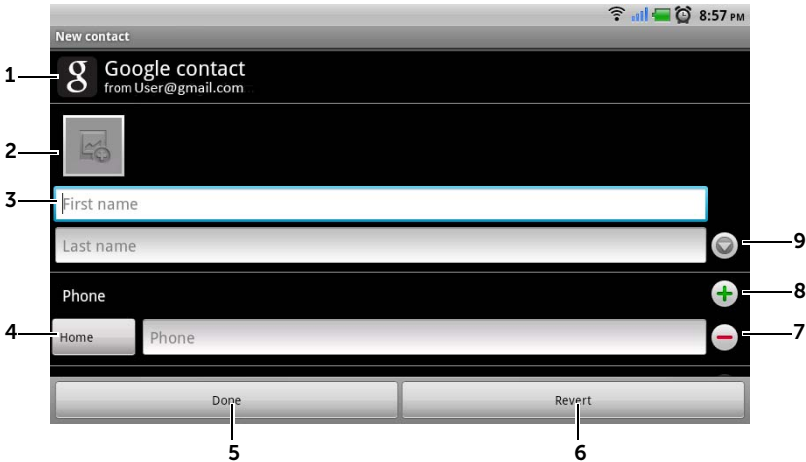 8:57 PM
New contact
1
g
Google contact
from User@gmail.com
2
3
First name
Last name
9
Phone
8
4
Home
Phone
7
Done
Revert
5
6